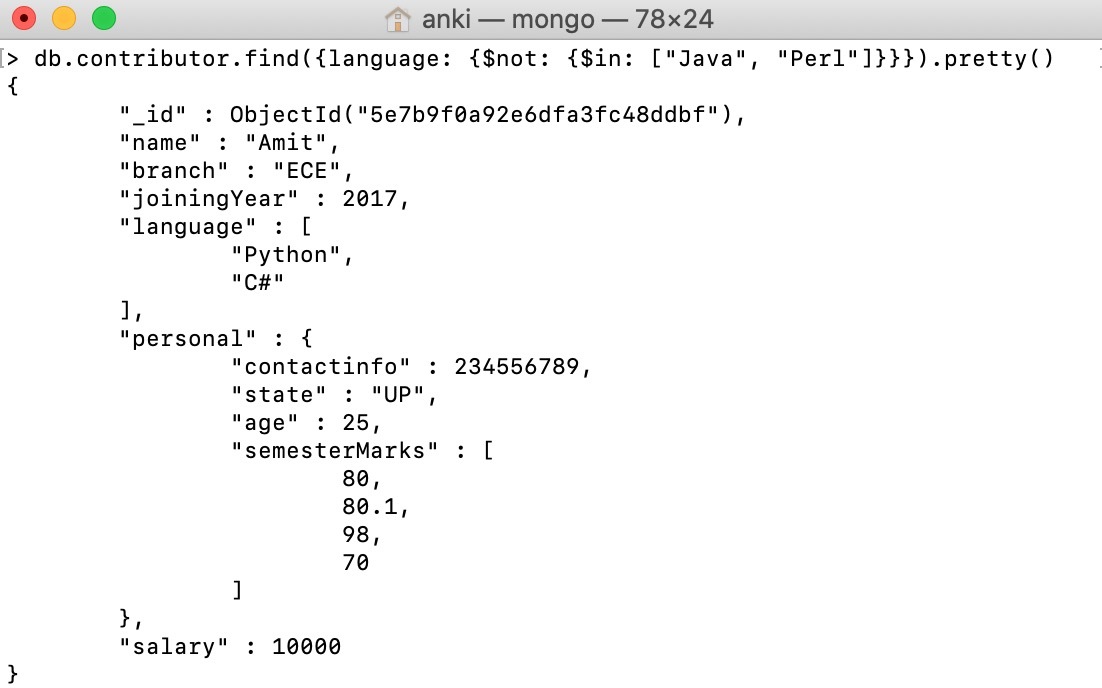 anki — mongo — 78×24
[> db.contributor.find({language: {$not: {$in: ["Java", "Perl"]}}}).pretty() ]
{
"_id" : ObjectId("5e7b9f0a92e6dfa3fc48ddbf"),
"name" : "Amit",
"branch" : "ECE",
"joiningYear" : 2017,
"language" : [
"Python",
"C#"
],
"personal" : {
"contactinfo" : 234556789,
"state" : "UP",
"age" : 25,
"semesterMarks" : [
80,
80.1,
98,
70
]
},
"salary" : 10000
}